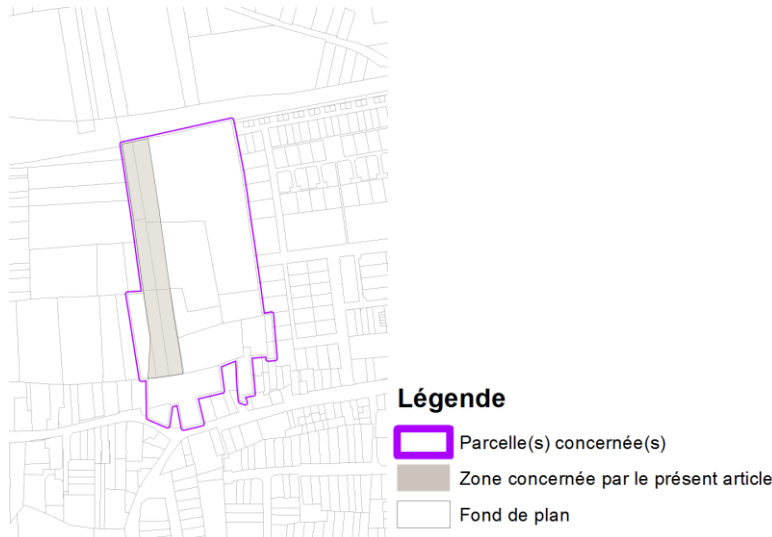 Légende
Parcelle(s) concernée(s)
Zone concernée par le présent article
Fond de plan